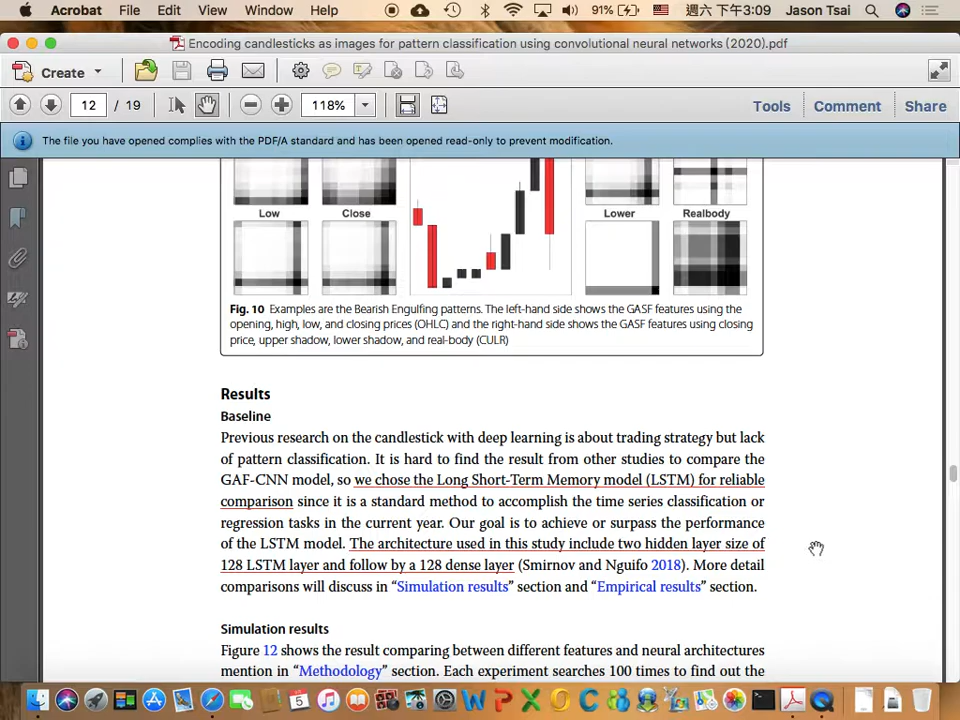 Acrobat File Edit View Window Help 91% 週六 下午3:09 Jason Tsai
Encoding candlesticks as images for pattern classification using convolutional neural networks (2020).pdf
Create
12 / 19 118% Tools Comment Share
The file you have opened complies with the PDF/A standard and has been opened read-only to prevent modification.
Low Close Lower Realbody
Fig. 10 Examples are the Bearish Engulfing patterns. The left-hand side shows the GASF features using the
opening, high, low, and closing prices (OHLC) and the right-hand side shows the GASF features using closing
price, upper shadow, lower shadow, and real-body (CULR)
Results
Baseline
Previous research on the candlestick with deep learning is about trading strategy but lack
of pattern classification. It is hard to find the result from other studies to compare the
GAF-CNN model, so we chose the Long Short-Term Memory model (LSTM) for reliable
comparison since it is a standard method to accomplish the time series classification or
regression tasks in the current year. Our goal is to achieve or surpass the performance
of the LSTM model. The architecture used in this study include two hidden layer size of
128 LSTM layer and follow by a 128 dense layer (Smirnov and Nguifo 2018). More detail
comparisons will discuss in “Simulation results” section and “Empirical results” section.
Simulation results
Figure 12 shows the result comparing between different features and neural architectures
mention in “Methodology” section. Each experiment searches 100 times to find out the